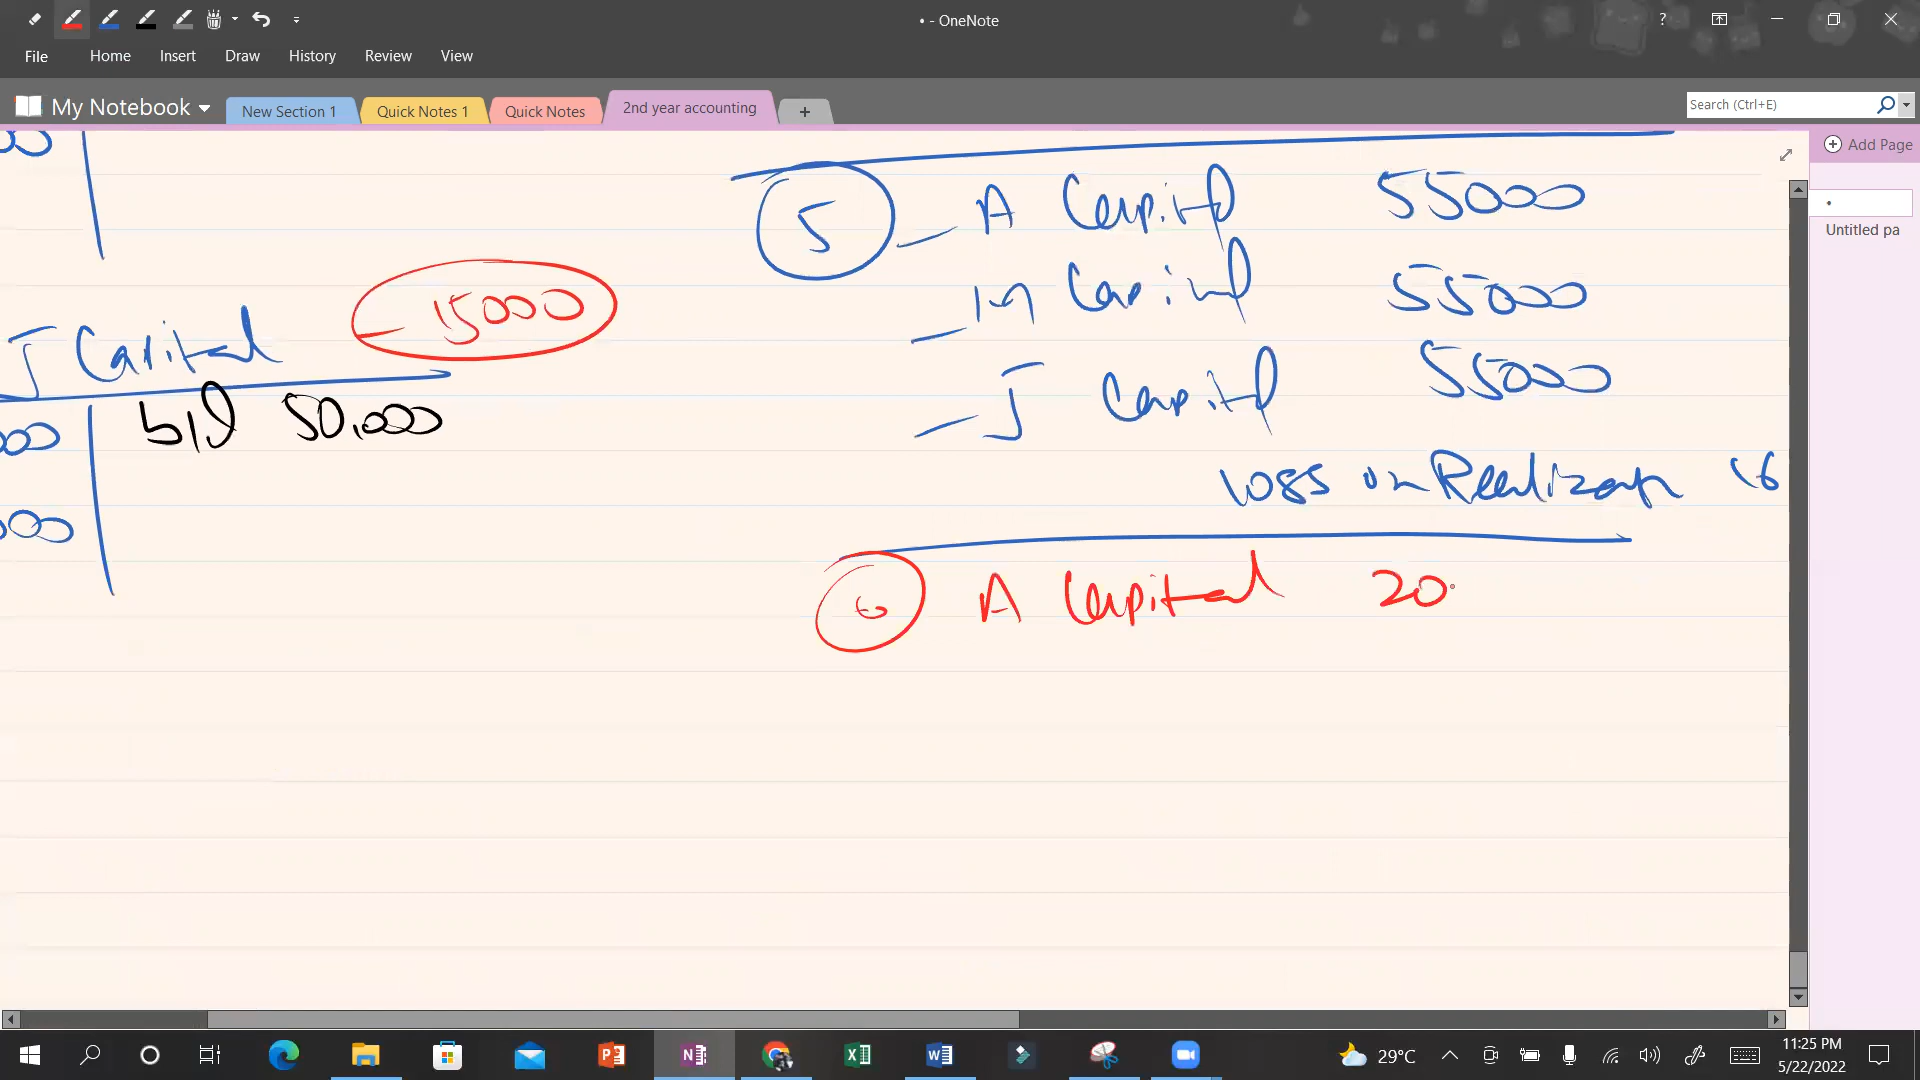 • - OneNote
?
File Home Insert Draw History Review View
My Notebook New Section 1 Quick Notes 1 Quick Notes 2nd year accounting +
Search (Ctrl+E)
Add Page
•
Untitled pa
5 - A Capital 55000
- M Capital 55000
- J Capital 55000
loss on Realization 16
J Capital - 15000
b/d 50,000
6 A Capital 20
29°C
11:25 PM
5/22/2022